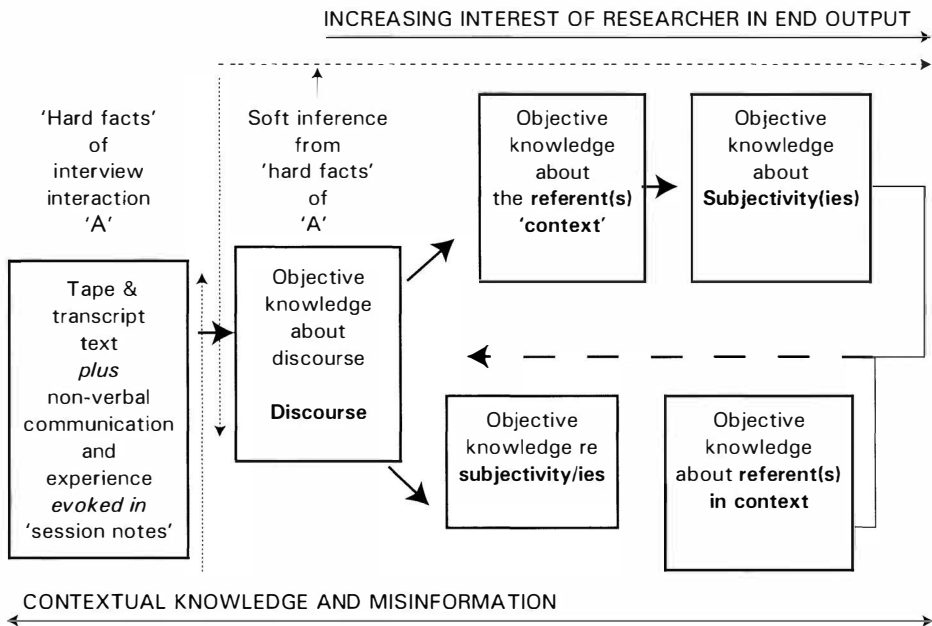 INCREASING INTEREST OF RESEARCHER IN END OUTPUT
'Hard facts'
of
interview
interaction
'A'
Tape &
transcript
text
plus
non-verbal
communication
and
experience
evoked in
'session notes'
Soft inference
from
'hard facts'
of
'A'
Objective
knowledge
about
discourse
Discourse
Objective
knowledge
about
the referent(s)
'context'
Objective
knowledge
about
Subjectivity(ies)
Objective
knowledge re
subjectivity/ies
Objective
knowledge
about referent(s)
in context
CONTEXTUAL KNOWLEDGE AND MISINFORMATION